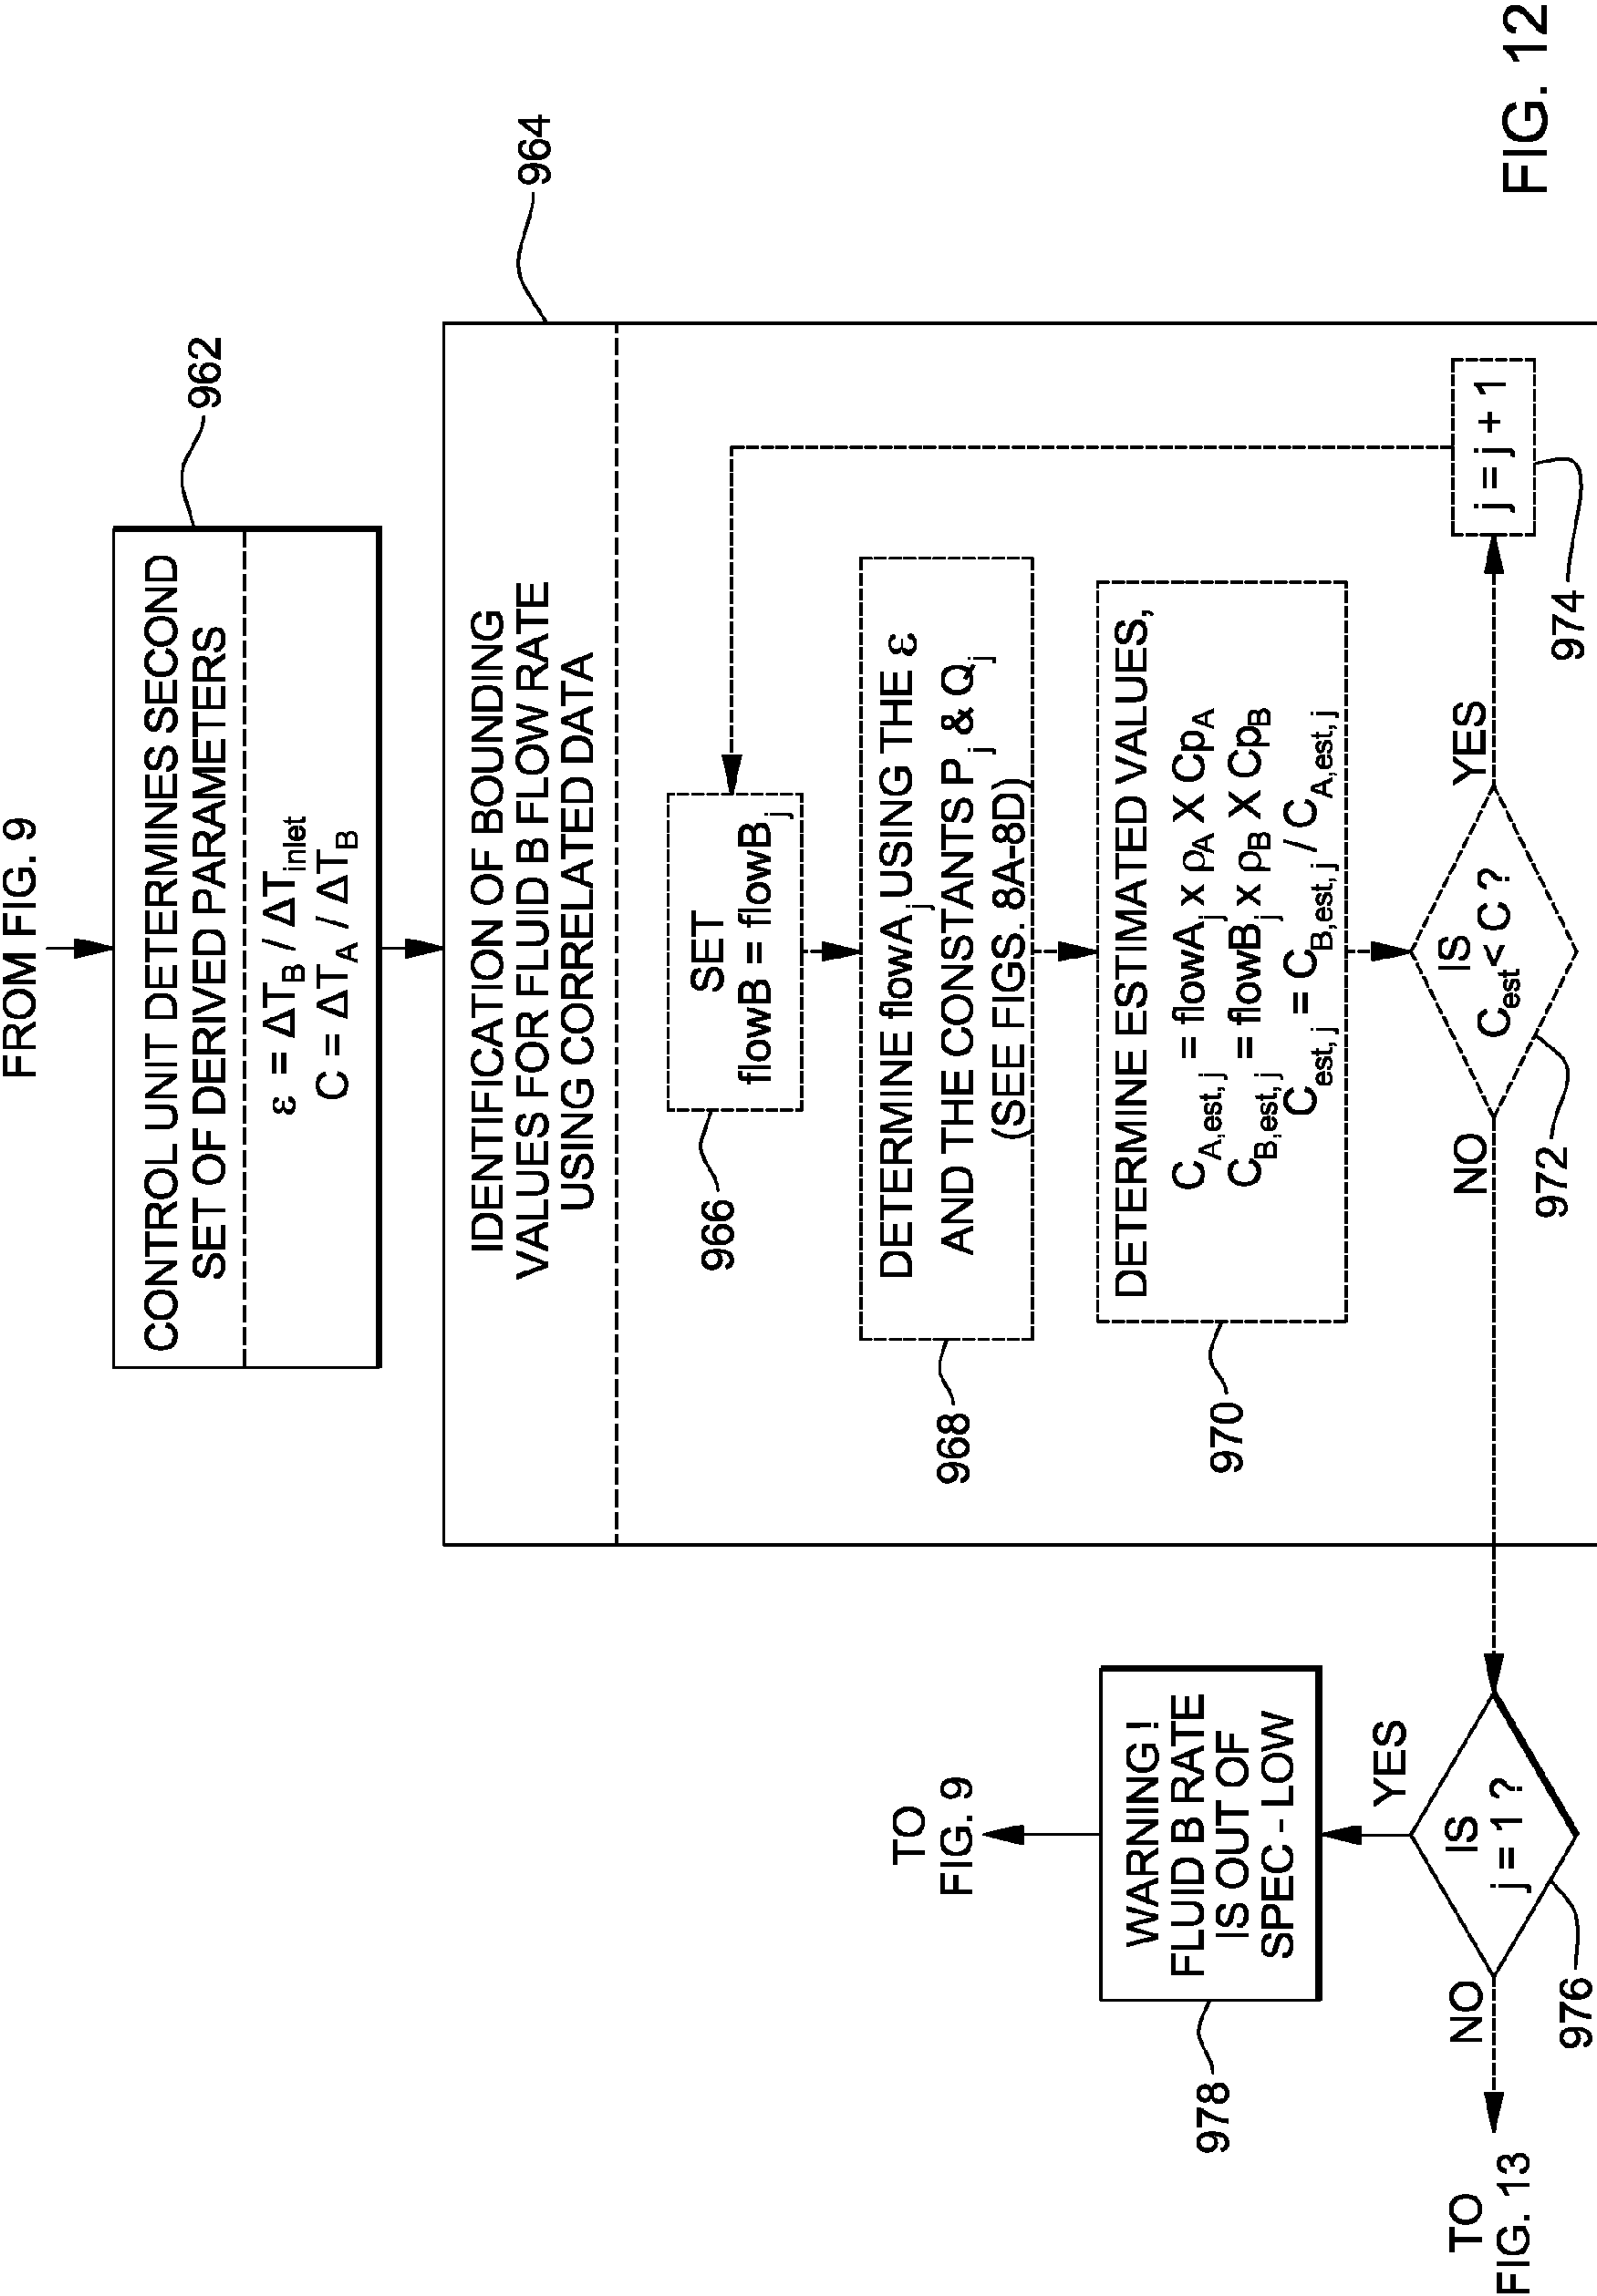 FROM FIG. 9
962
CONTROL UNIT DETERMINES SECOND
SET OF DERIVED PARAMETERS
ε = ΔT_B / ΔT_inlet
C = ΔT_A / ΔT_B
964
IDENTIFICATION OF BOUNDING
VALUES FOR FLUID B FLOW RATE
USING CORRELATED DATA
966
SET
flowB = flowB_j
968
DETERMINE flowA_j USING THE ε
AND THE CONSTANTS P_j & Q_j
(SEE FIGS. 8A-8D)
970
DETERMINE ESTIMATED VALUES,
C_A,est, j = flowA_j x ρ_A X Cp_A
C_B,est, j = flowB_j x ρ_B X Cp_B
C_est, j = C_B,est, j / C_A,est, j
IS
C_est < C ?
972
YES
j = j + 1
974
NO
IS
j = 1 ?
976
YES
WARNING !
FLUID B RATE
IS OUT OF
SPEC - LOW
978
TO
FIG. 9
NO
TO
FIG. 13
FIG. 12